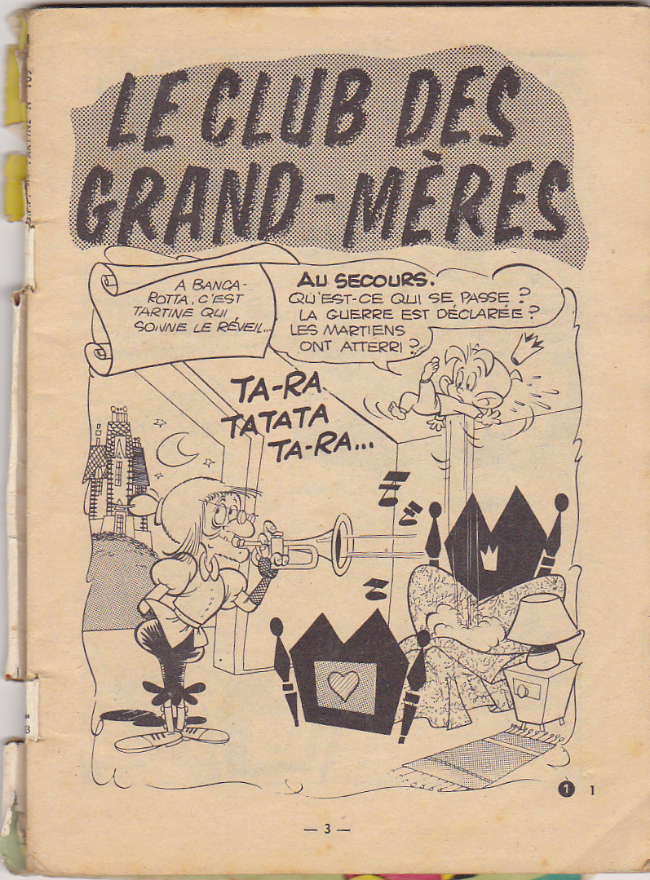 LE CLUB DES
GRAND-MÈRES
A BANCA-
ROTTA, C'EST
TARTINE QUI
SONNE LE RÉVEIL...
AU SECOURS.
QU'EST-CE QUI SE PASSE ?
LA GUERRE EST DÉCLARÉE ?
LES MARTIENS
ONT ATTERRI ?
TA-RA
TATATA
TA-RA...
Z
Z
Z
1 1
— 3 —